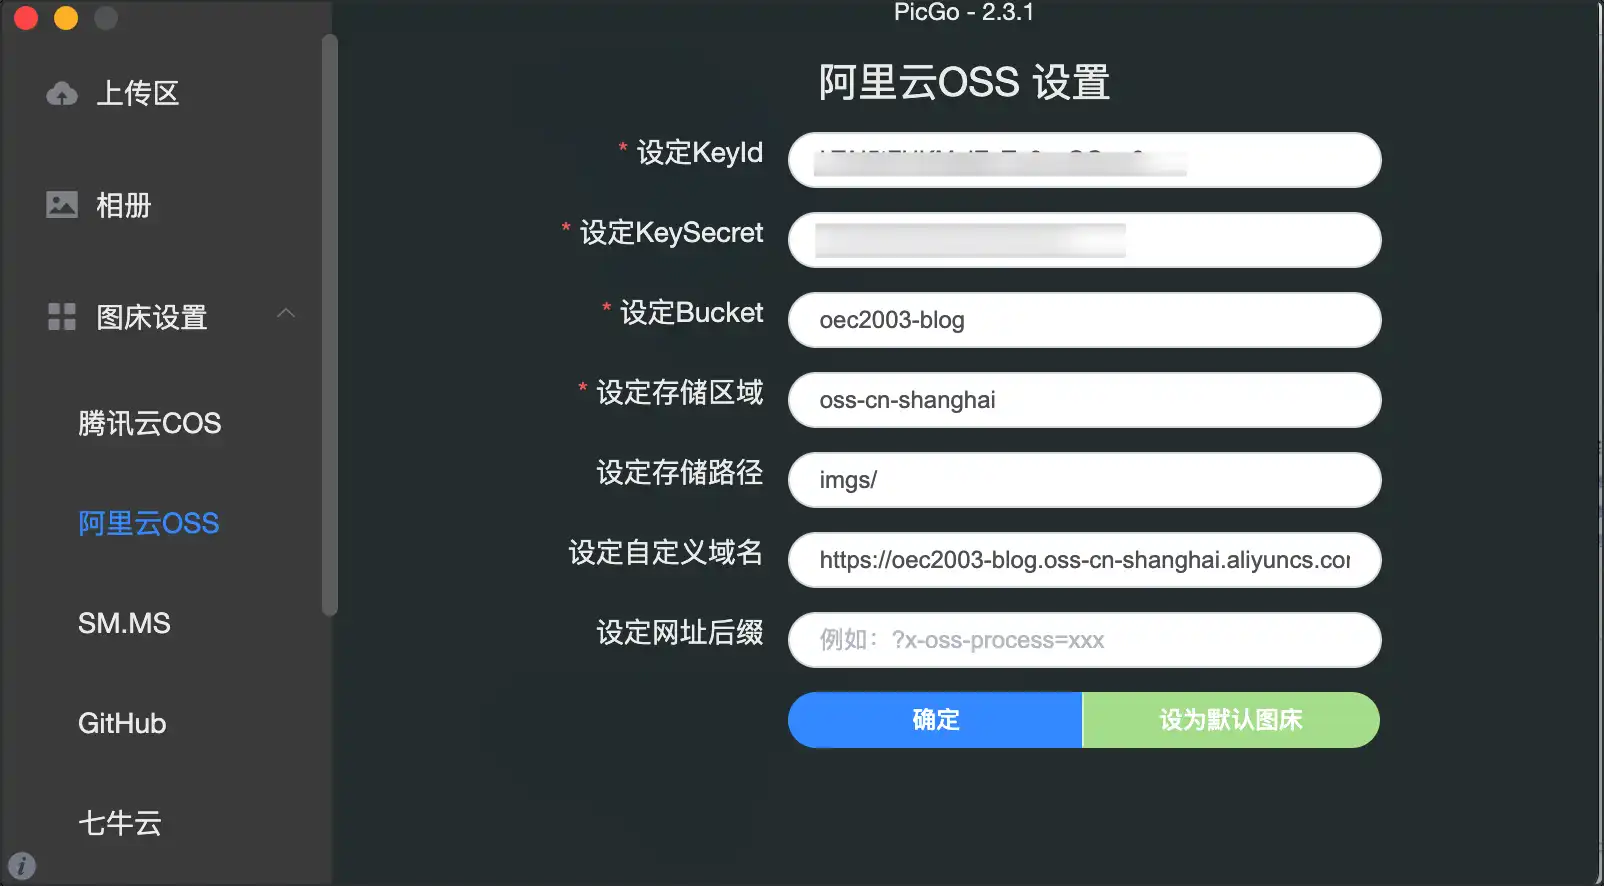 PicGo - 2.3.1
上传区
相册
图床设置
腾讯云COS
阿里云OSS
SM.MS
GitHub
七牛云
阿里云OSS 设置
* 设定KeyId
* 设定KeySecret
* 设定Bucket
oec2003-blog
* 设定存储区域
oss-cn-shanghai
设定存储路径
imgs/
设定自定义域名
https://oec2003-blog.oss-cn-shanghai.aliyuncs.cor
设定网址后缀
例如：?x-oss-process=xxx
确定
设为默认图床